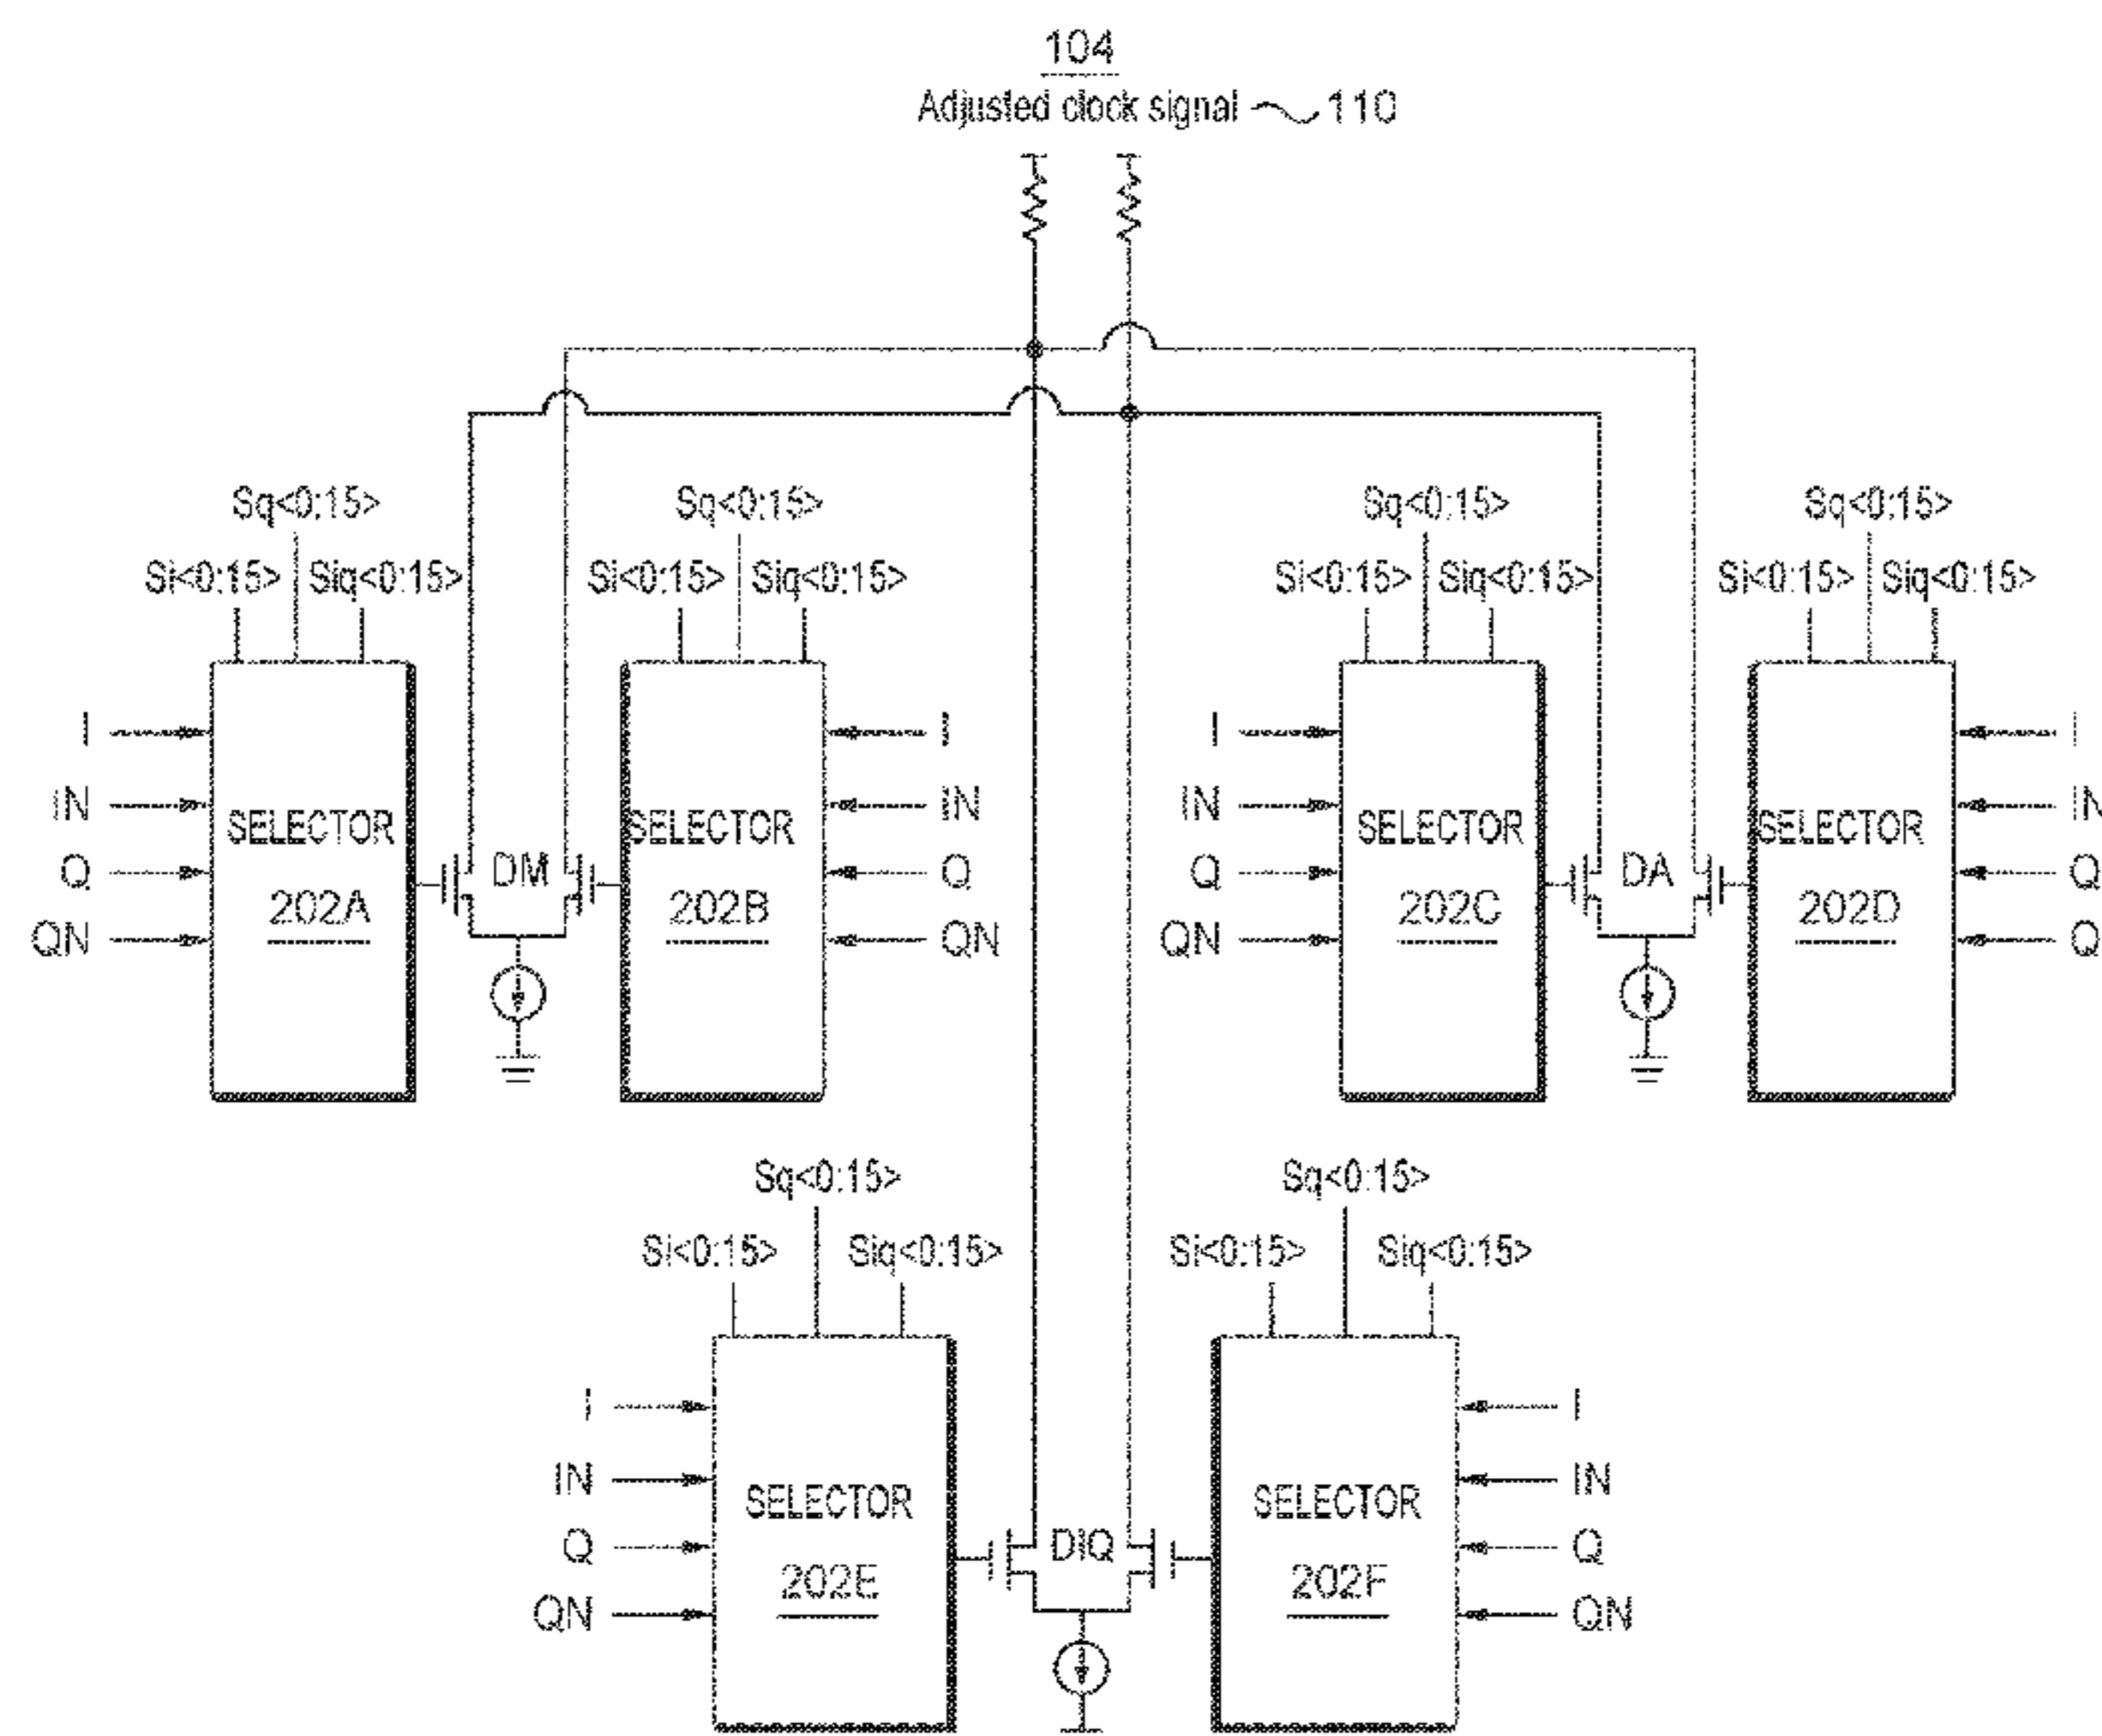 104
Adjusted clock signal 110
Sq<0:15> Sq<0:15> Sq<0:15> Sq<0:15>
Si<0:15> Siq<0:15> Si<0:15> Siq<0:15> Si<0:15> Siq<0:15> Si<0:15> Siq<0:15>
I I I I
IN IN IN IN
SELECTOR SELECTOR SELECTOR SELECTOR
Q DM Q Q DA Q
202A 202B 202C 202D
QN QN QN Q
Sq<0:15> Sq<0:15>
Si<0:15> Siq<0:15> Si<0:15> Siq<0:15>
I I
IN IN
SELECTOR SELECTOR
Q DIQ Q
202E 202F
QN QN